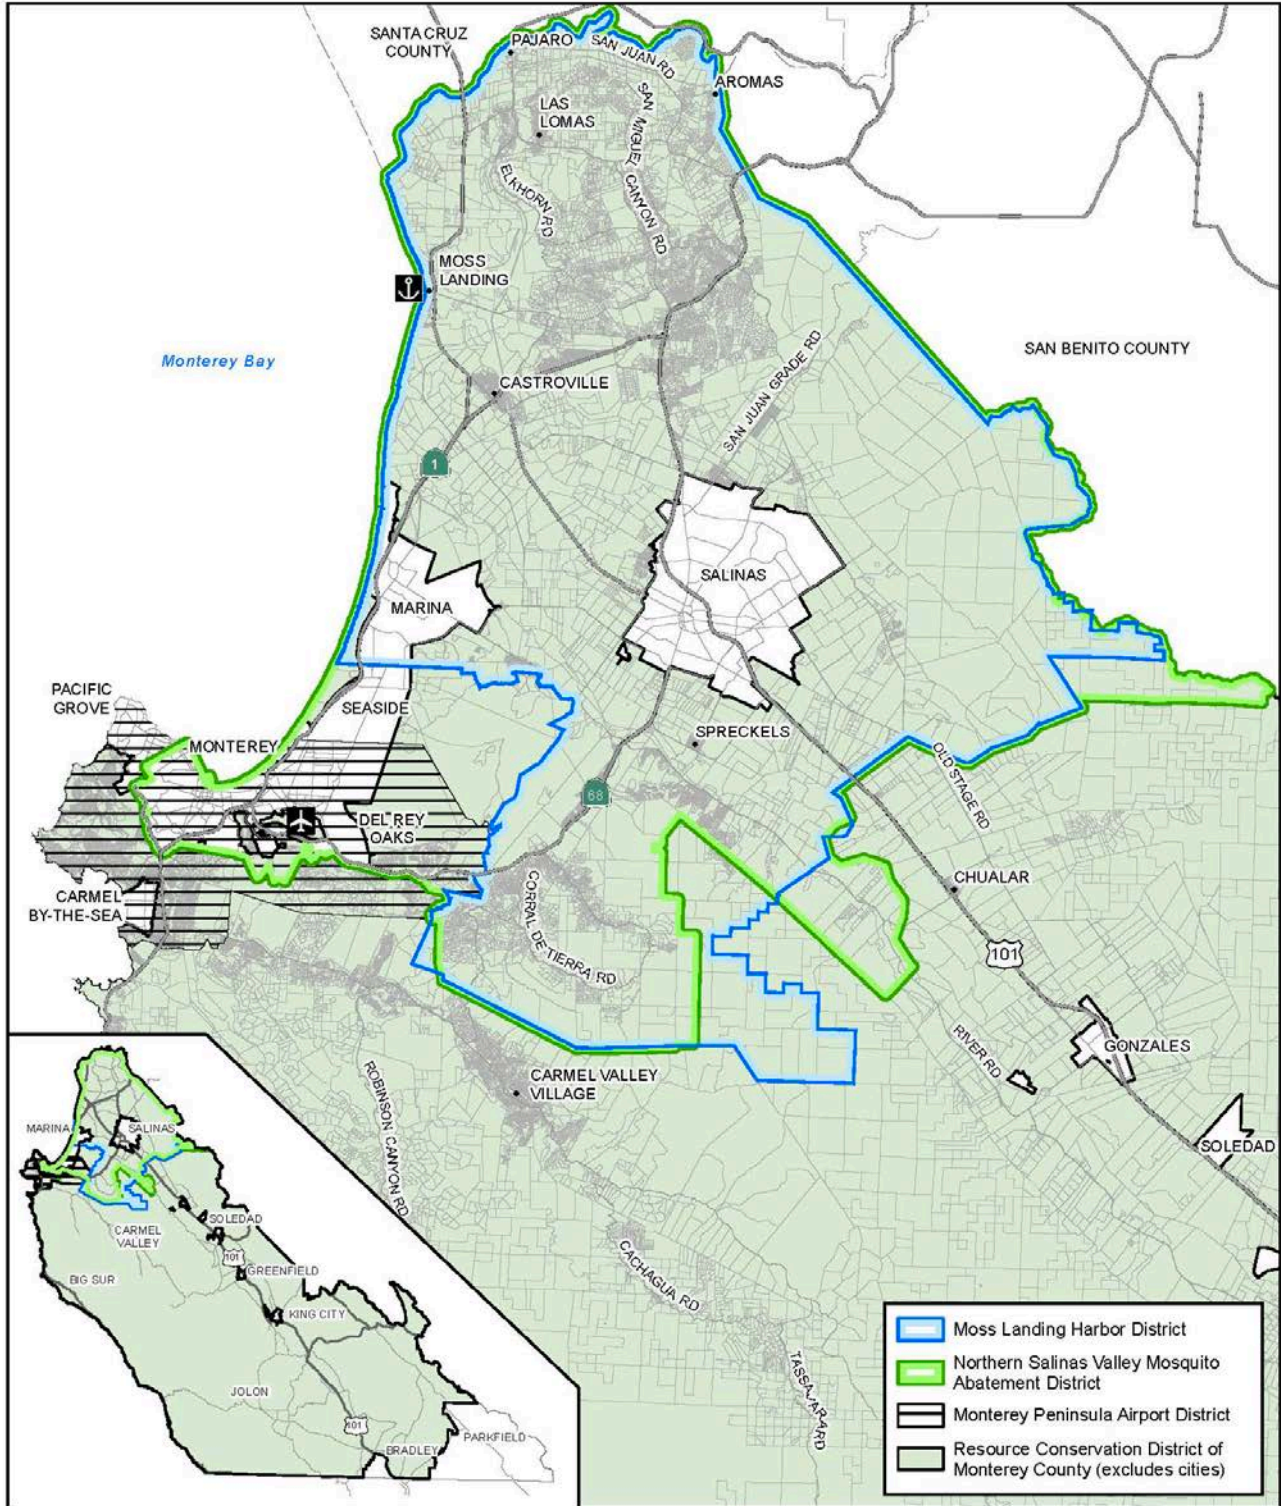 SANTA CRUZ
COUNTY
PAJARO
SAN JUAN RD
AROMAS
LAS
LOMAS
SAN MIGUEL CANYON RD
ELKHORN RD
MOSS
LANDING
Monterey Bay
SAN BENITO COUNTY
CASTROVILLE
SAN JUAN GRADE RD
1
SALINAS
MARINA
PACIFIC
GROVE
SEASIDE
MONTEREY
SPRECKELS
OLD STAGE RD
68
DEL REY
OAKS
CARMEL
BY-THE-SEA
CORRAL DE TIERRA RD
CHUALAR
101
RIVER RD
GONZALES
CARMEL VALLEY
VILLAGE
ROBINSON CANYON RD
SOLEDAD
CACHAGUA RD
TASSAJARA RD
MARINA
SALINAS
CARMEL
VALLEY
SOLEDAD
101
GREENFIELD
BIG SUR
KING CITY
JOLON
101
BRADLEY
PARKFIELD
Moss Landing Harbor District
Northern Salinas Valley Mosquito
Abatement District
Monterey Peninsula Airport District
Resource Conservation District of
Monterey County (excludes cities)